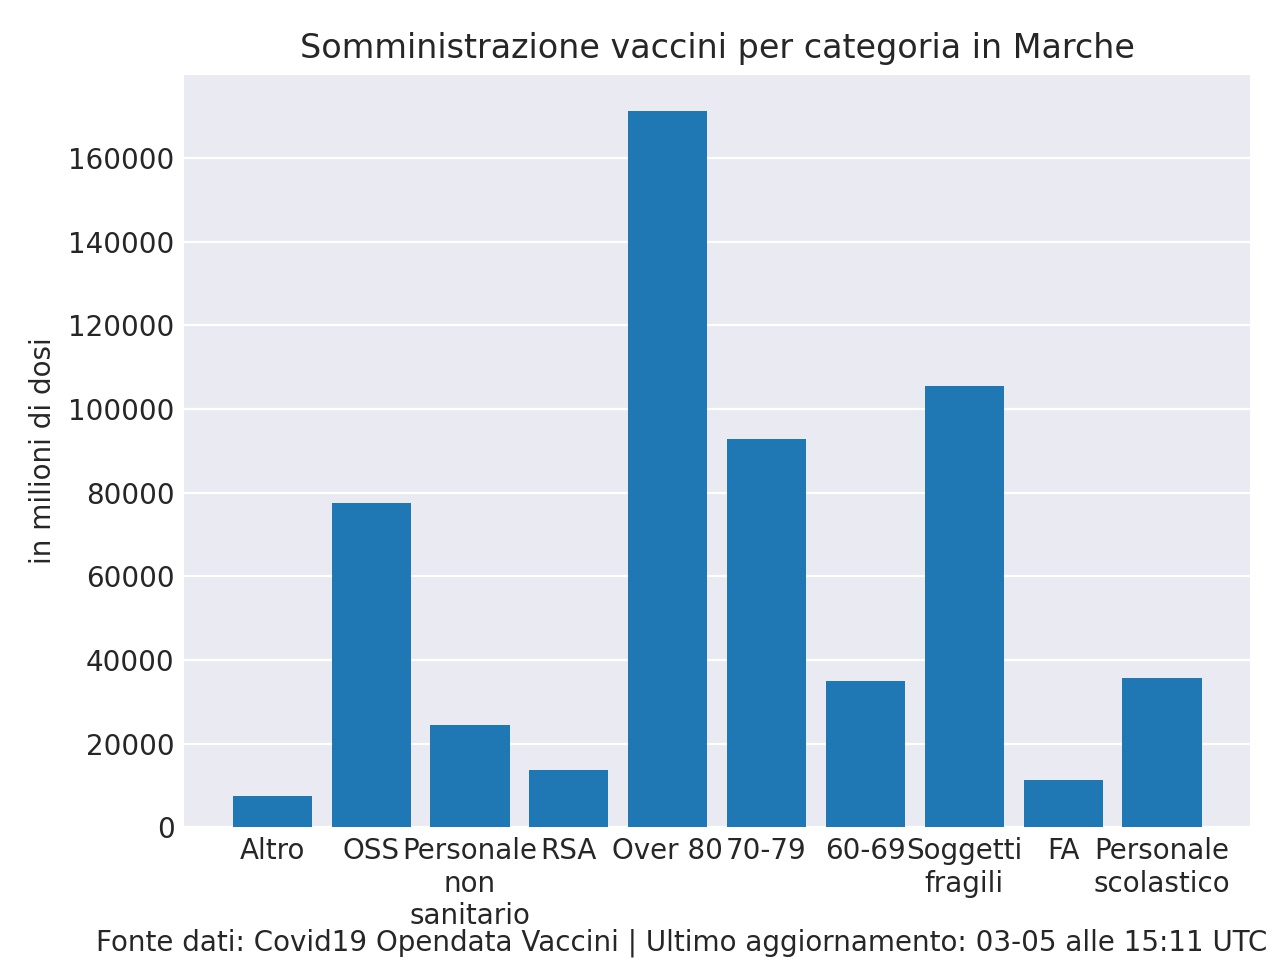 Somministrazione vaccini per categoria in Marche
in milioni di dosi
160000
140000
120000
100000
80000
60000
40000
20000
0
Altro OSS Personale RSA Over 80 70-79 60-69 Soggetti FA Personale
non fragili scolastico
sanitario
Fonte dati: Covid19 Opendata Vaccini | Ultimo aggiornamento: 03-05 alle 15:11 UTC